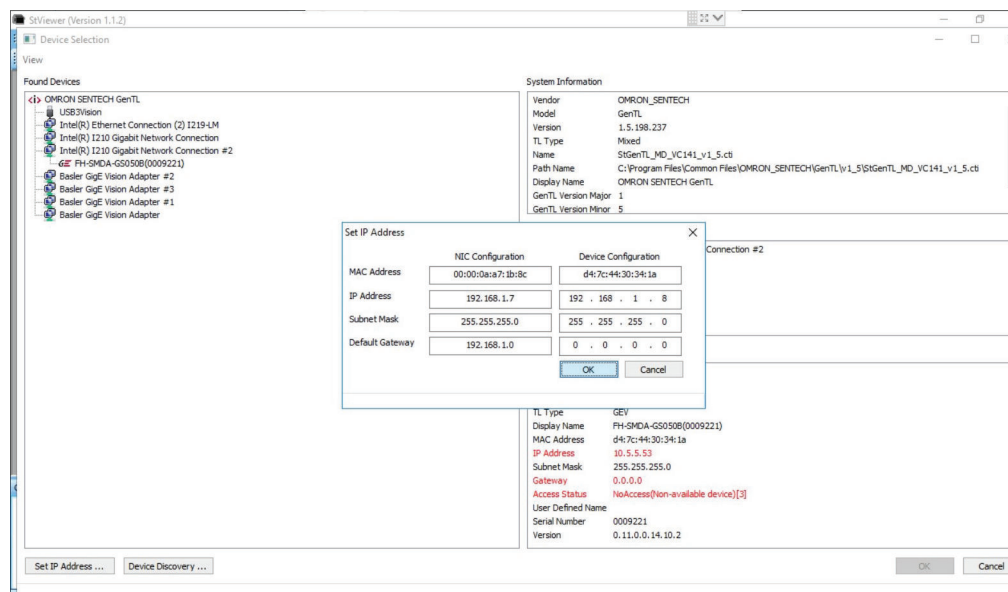 StViewer (Version 1.1.2)
Device Selection
View
Found Devices
OMRON SENTECH GenTL
USB3Vision
Intel(R) Ethernet Connection (2) I219-LM
Intel(R) I210 Gigabit Network Connection
Intel(R) I210 Gigabit Network Connection #2
GE FH-SMDA-GS050B(0009221)
Basler GigE Vision Adapter #2
Basler GigE Vision Adapter #3
Basler GigE Vision Adapter #1
Basler GigE Vision Adapter
System Information
Vendor OMRON_SENTECH
Model GenTL
Version 1.5.198.237
TL Type Mixed
Name StGenTL_MD_VC141_v1_5.cti
Path Name C:\Program Files\Common Files\OMRON_SENTECH\GenTL\v1_5\StGenTL_MD_VC141_v1_5.cti
Display Name OMRON SENTECH GenTL
GenTL Version Major 1
GenTL Version Minor 5
Connection #2
Set IP Address
NIC Configuration Device Configuration
MAC Address 00:00:0a:a7:1b:8c d4:7c:44:30:34:1a
IP Address 192.168.1.7 192 . 168 . 1 . 8
Subnet Mask 255.255.255.0 255 . 255 . 255 . 0
Default Gateway 192.168.1.0 0 . 0 . 0 . 0
OK Cancel
TL Type GEV
Display Name FH-SMDA-GS050B(0009221)
MAC Address d4:7c:44:30:34:1a
IP Address 10.5.5.53
Subnet Mask 255.255.255.0
Gateway 0.0.0.0
Access Status NoAccess(Non-available device)[3]
User Defined Name
Serial Number 0009221
Version 0.11.0.0.14.10.2
Set IP Address ... Device Discovery ... OK Cancel